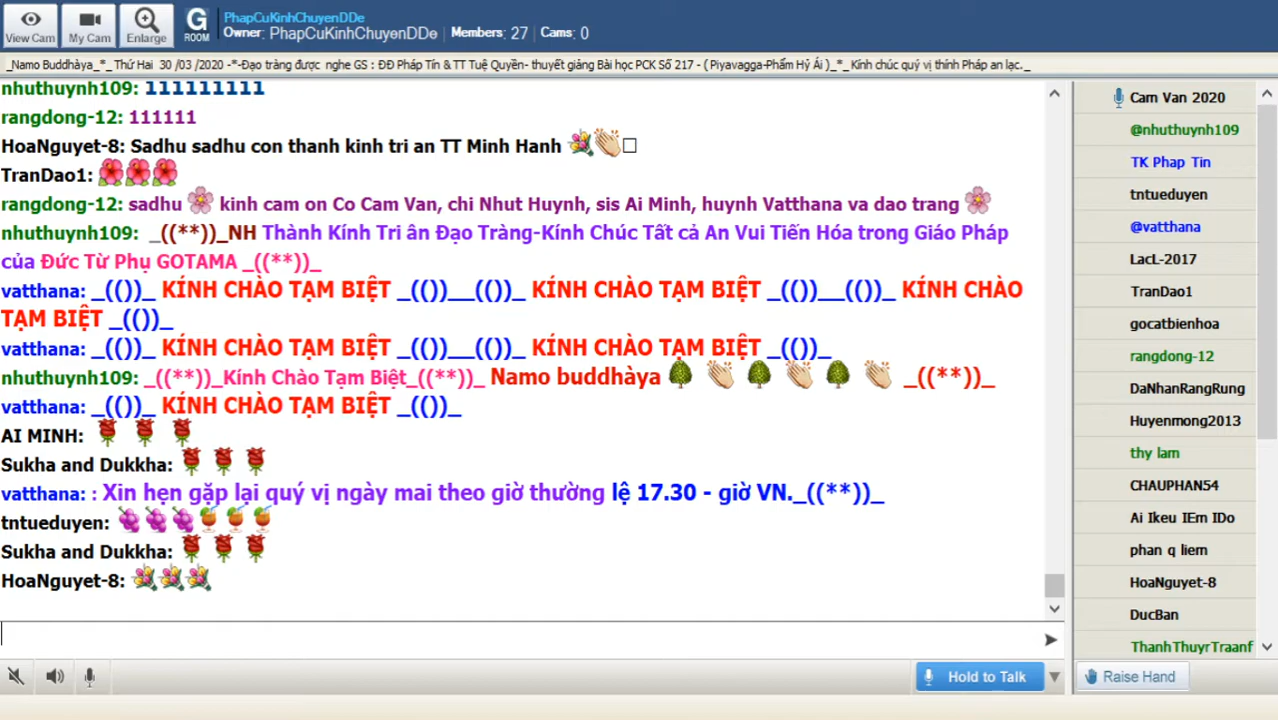 View Cam
My Cam
Enlarge
G
ROOM
PhapCuKinhChuyenDDe
Owner: PhapCuKinhChuyenDDe Members: 27 Cams: 0
_Namo Buddhàya_*_ Thứ Hai 30 /03 /2020 -*-Đạo tràng được nghe GS : ĐĐ Pháp Tín & TT Tuệ Quyền- thuyết giảng Bài học PCK Số 217 - ( Piyavagga-Phẩm Hỷ Ái )_*_ Kính chúc quý vị thính Pháp an lạc._
nhuthuynh109: 111111111
rangdong-12: 111111
HoaNguyet-8: Sadhu sadhu con thanh kinh tri an TT Minh Hanh 💐👏□
TranDao1: 🌺🌺🌺
rangdong-12: sadhu 🌸 kinh cam on Co Cam Van, chi Nhut Huynh, sis Ai Minh, huynh Vatthana va dao trang 🌸
nhuthuynh109: _((**))_NH Thành Kính Tri ân Đạo Tràng-Kính Chúc Tất cả An Vui Tiến Hóa trong Giáo Pháp
của Đức Từ Phụ GOTAMA _((**))_
vatthana: _(())_ KÍNH CHÀO TẠM BIỆT _(())__(())_ KÍNH CHÀO TẠM BIỆT _(())__(())_ KÍNH CHÀO
TẠM BIỆT _(())_
vatthana: _(())_ KÍNH CHÀO TẠM BIỆT _(())__(())_ KÍNH CHÀO TẠM BIỆT _(())_
nhuthuynh109: _((**))_Kính Chào Tạm Biệt_((**))_ Namo buddhàya 🌳 👏 🌳 👏 🌳 👏 _((**))_
vatthana: _(())_ KÍNH CHÀO TẠM BIỆT _(())_
AI MINH: 🌹 🌹 🌹
Sukha and Dukkha: 🌹 🌹 🌹
vatthana: : Xin hẹn gặp lại quý vị ngày mai theo giờ thường lệ 17.30 - giờ VN._((**))_
tntueduyen: 🍇🍇🍇🍹🍹🍹
Sukha and Dukkha: 🌹 🌹 🌹
HoaNguyet-8: 💐💐💐
Hold to Talk
Cam Van 2020
@nhuthuynh109
TK Phap Tin
tntueduyen
@vatthana
LacL-2017
TranDao1
gocatbienhoa
rangdong-12
DaNhanRangRung
Huyenmong2013
thy lam
CHAUPHAN54
Ai Ikeu IEm IDo
phan q liem
HoaNguyet-8
DucBan
ThanhThuyrTraanf
Raise Hand